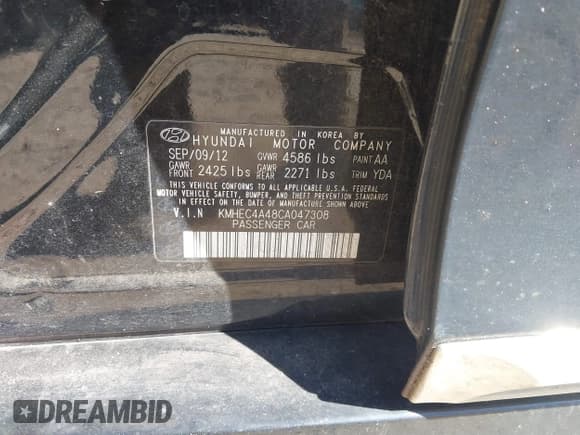 MANUFACTURED IN KOREA BY
HYUNDAI MOTOR COMPANY
SEP/09/12 GVWR 4586 lbs PAINT AA
GAWR FRONT 2425 lbs GAWR REAR 2271 lbs TRIM YDA
THIS VEHICLE CONFORMS TO ALL APPLICABLE U.S.A. FEDERAL
MOTOR VEHICLE SAFETY, BUMPER, AND THEFT PREVENTION
STANDARDS IN EFFECT ON THE DATE OF MANUFACTURE SHOWN ABOVE.
V.I.N KMHEC4A48CA047308
PASSENGER CAR
DREAMBID